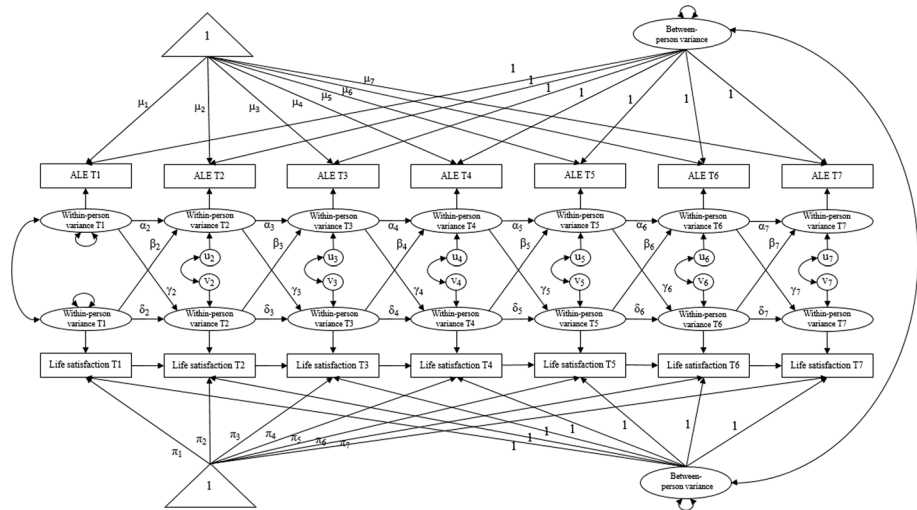 1
Between-
person variance
μ1
μ2
μ3
μ4
μ5
μ6
μ7
1
1
1
1
1
1
1
ALE T1
ALE T2
ALE T3
ALE T4
ALE T5
ALE T6
ALE T7
Within-person
variance T1
α2
Within-person
variance T2
α3
Within-person
variance T3
α4
Within-person
variance T4
α5
Within-person
variance T5
α6
Within-person
variance T6
α7
Within-person
variance T7
β2
β3
β4
β5
β6
β7
u2
u3
u4
u5
u6
u7
v2
v3
v4
v5
v6
v7
γ2
γ3
γ4
γ5
γ6
γ7
Within-person
variance T1
δ2
Within-person
variance T2
δ3
Within-person
variance T3
δ4
Within-person
variance T4
δ5
Within-person
variance T5
δ6
Within-person
variance T6
δ7
Within-person
variance T7
Life satisfaction T1
Life satisfaction T2
Life satisfaction T3
Life satisfaction T4
Life satisfaction T5
Life satisfaction T6
Life satisfaction T7
π1
π2
π3
π4
π5
π6
π7
1
1
1
1
1
1
1
1
Between-
person variance